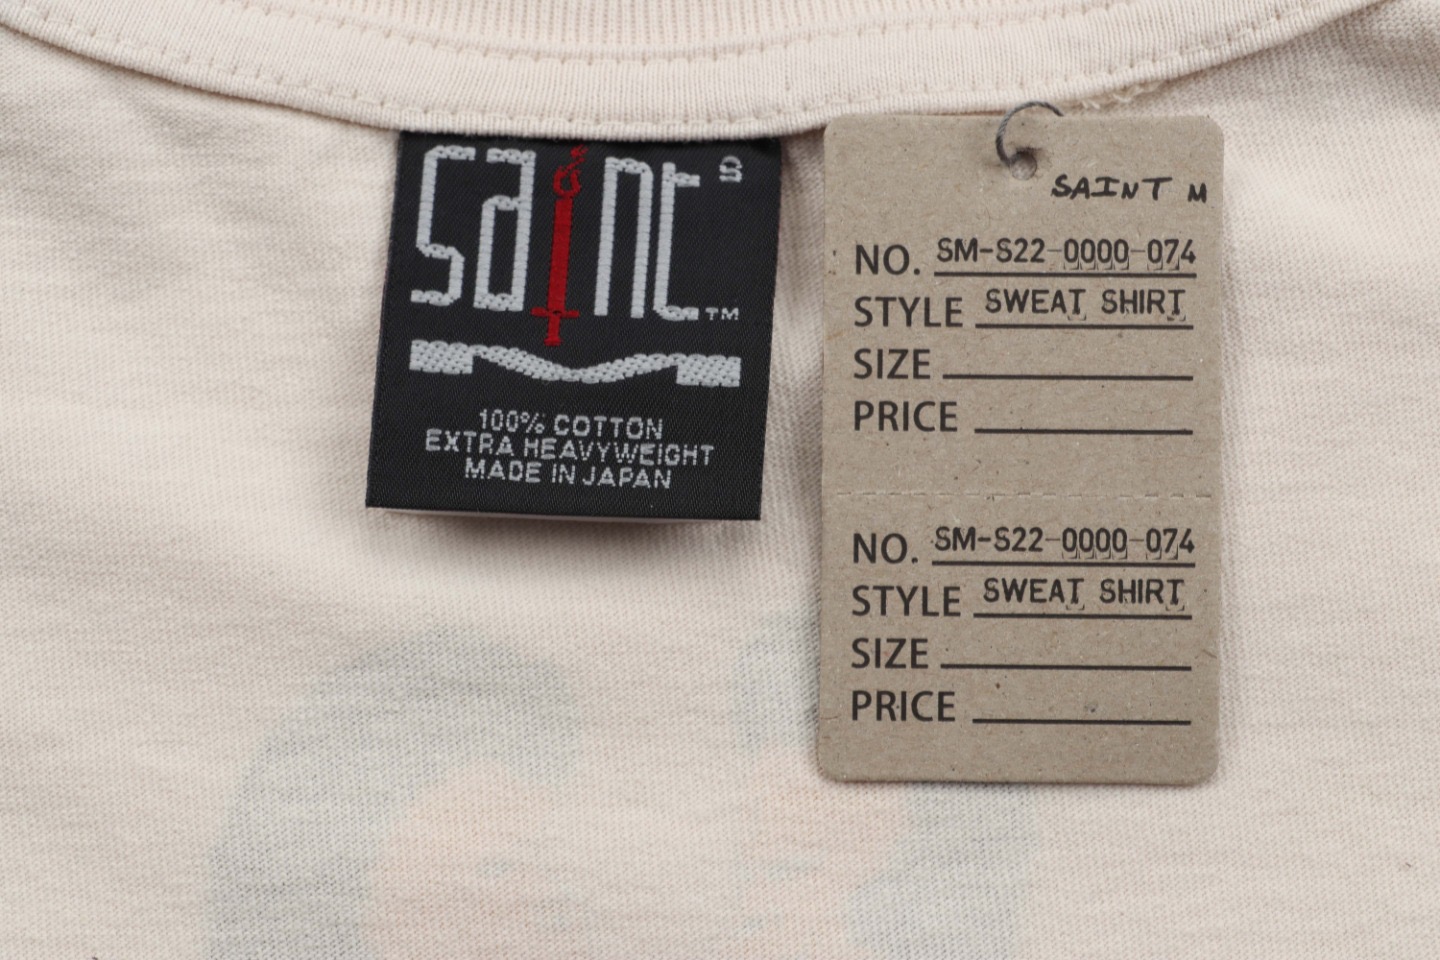 saint
S
TM
100% COTTON
EXTRA HEAVYWEIGHT
MADE IN JAPAN
SAINT M
NO. SM-S22-0000-074
STYLE SWEAT SHIRT
SIZE
PRICE
NO. SM-S22-0000-074
STYLE SWEAT SHIRT
SIZE
PRICE